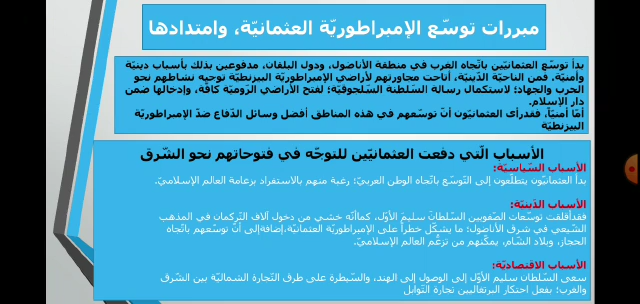 مبررات توسّع الإمبراطوريّة العثمانيّة، وامتدادها
بدأ توسّع العثمانيّين باتّجاه الغرب في منطقة الأناضول، ودول البلقان، مدفوعين بذلك بأسباب دينيّة
وأمنيّة. فمن الناحيّة الدّينيّة، أتاحت مجاورتهم لأراضي الإمبراطوريّة البيزنطيّة توجيه نشاطهم نحو
الحرب والجهاد؛ لاستكمال رسالة السّلطنة السّلجوقيّة؛ لفتح الأراضي الرّوميّة كافّة، وإدخالها ضمن
دار الإسلام.
أمّا أمنيّاً، فقدرأى العثمانيّون أنّ توسّعهم في هذه المناطق أفضل وسائل الدّفاع ضدّ الإمبراطوريّة
البيزنطيّة
الأسباب الّتي دفعت العثمانيّين للتوجّه في فتوحاتهم نحو الشّرق
الأسباب السّياسيّة:
بدأ العثمانيّون يتطلّعون إلى التّوسّع باتّجاه الوطن العربيّ؛ رغبة منهم بالاستفراد بزعامة العالم الإسلاميّ.
الأسباب الدّينيّة:
فقدأقلقت توسّعات الصّفويين السّلطان سليم الأوّل، كماأنّه خشي من دخول آلاف التّركمان في المذهب
الشّيعي في شرق الأناضول؛ ما يشكّل خطراً على الإمبراطوريّة العثمانيّة،إضافةإلى أنّ توسّعهم باتّجاه
الحجاز، وبلاد الشّام، يمكّنهم من تزعُّم العالم الإسلاميّ.
الأسباب الاقتصاديّة:
سعى السّلطان سليم الأوّل إلى الوصول إلى الهند، والسّيطرة على طرق التّجارة الشماليّة بين الشّرق
والغرب؛ بفعل احتكار البرتغاليين تجارة التّوابل